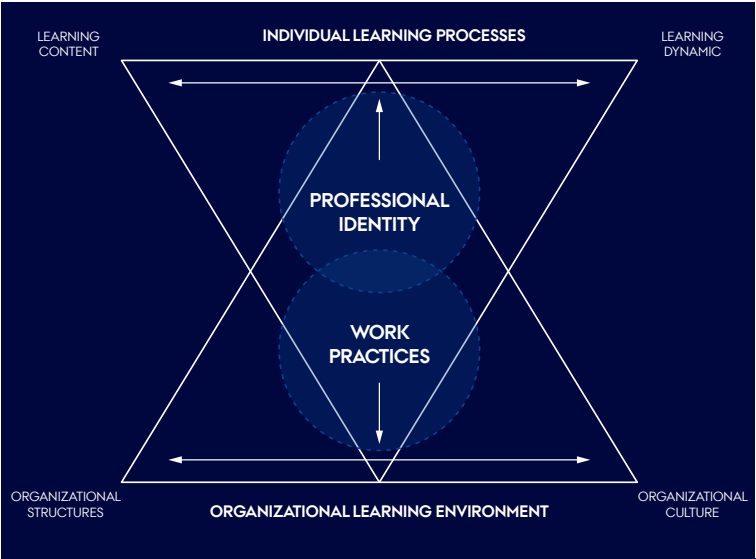 LEARNING
CONTENT
INDIVIDUAL LEARNING PROCESSES
LEARNING
DYNAMIC
PROFESSIONAL
IDENTITY
WORK
PRACTICES
ORGANIZATIONAL
STRUCTURES
ORGANIZATIONAL LEARNING ENVIRONMENT
ORGANIZATIONAL
CULTURE